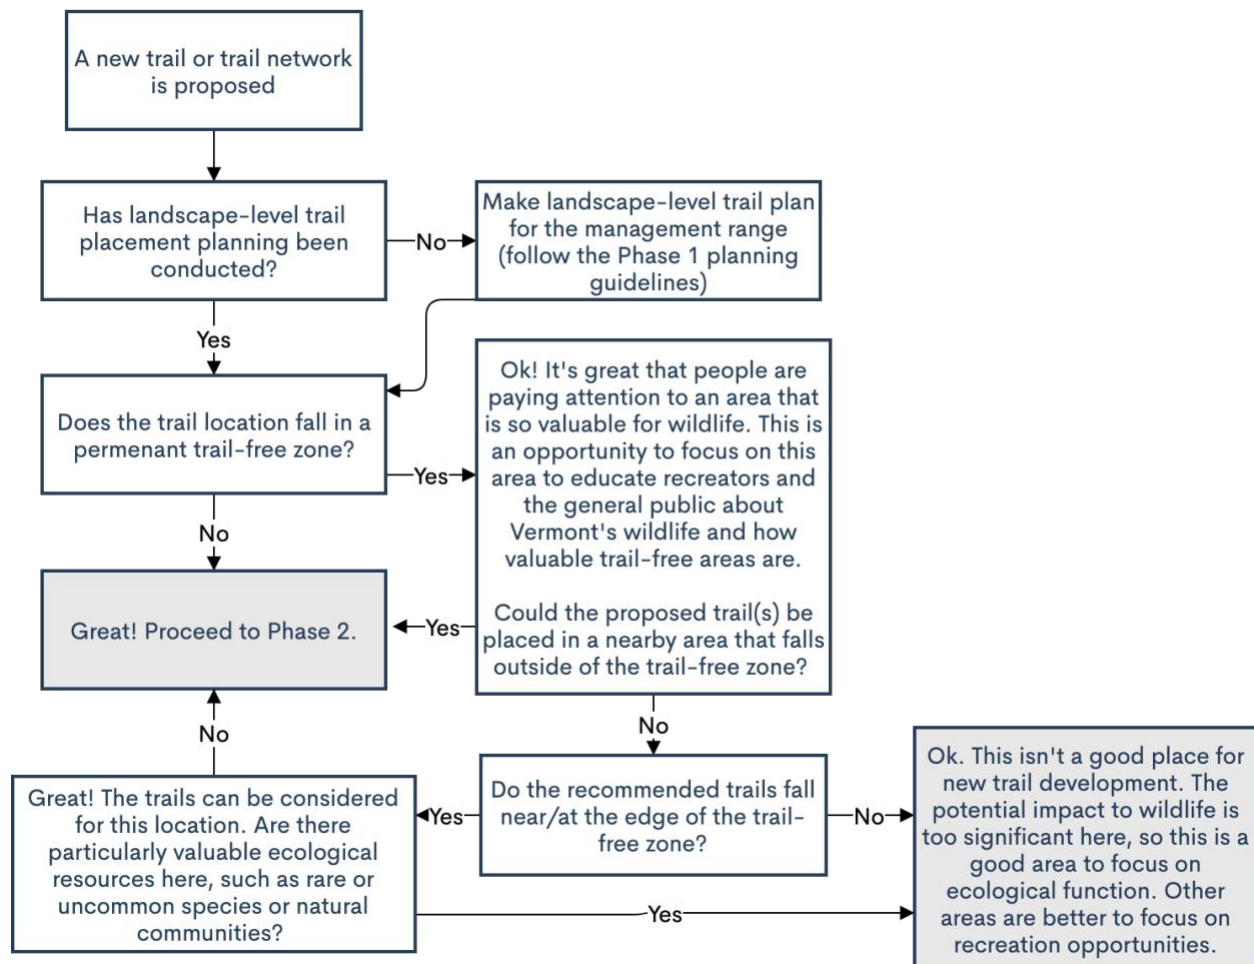 A new trail or trail network
is proposed
Has landscape-level trail
placement planning been
conducted?
No
Make landscape-level trail plan
for the management range
(follow the Phase 1 planning
guidelines)
Yes
Does the trail location fall in a
permenant trail-free zone?
Yes
Ok! It's great that people are
paying attention to an area that
is so valuable for wildlife. This is
an opportunity to focus on this
area to educate recreators and
the general public about
Vermont's wildlife and how
valuable trail-free areas are.
Could the proposed trail(s) be
placed in a nearby area that falls
outside of the trail-free zone?
No
Great! Proceed to Phase 2.
Yes
No
No
Do the recommended trails fall
near/at the edge of the trail-
free zone?
Yes
No
Great! The trails can be considered
for this location. Are there
particularly valuable ecological
resources here, such as rare or
uncommon species or natural
communities?
Yes
Ok. This isn't a good place for
new trail development. The
potential impact to wildlife is
too significant here, so this is a
good area to focus on
ecological function. Other
areas are better to focus on
recreation opportunities.